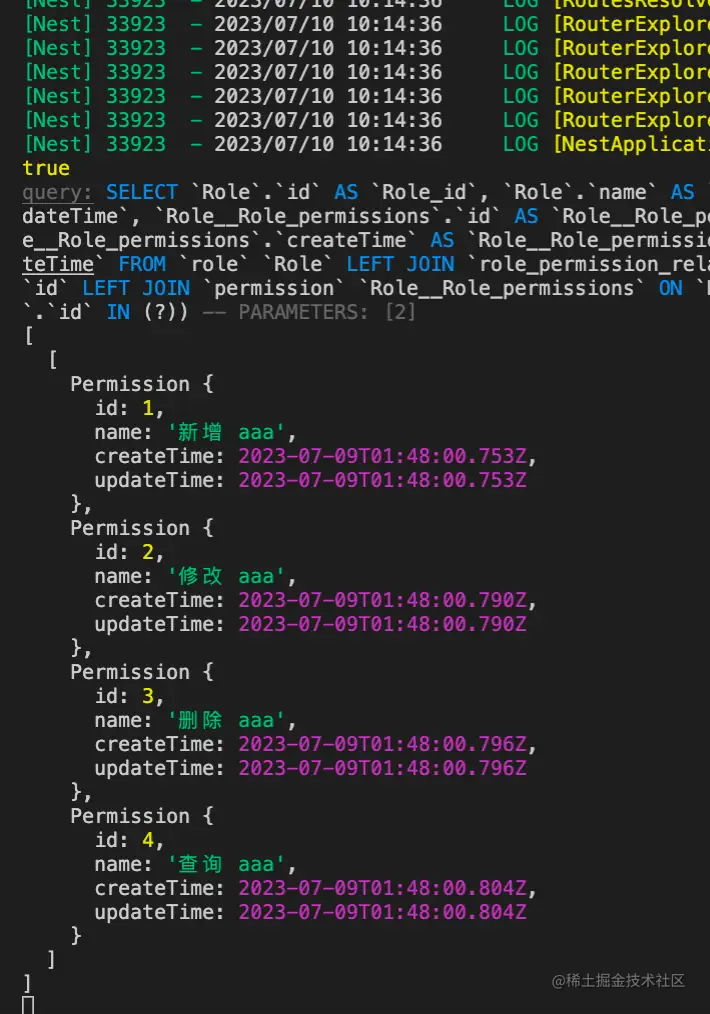 [Nest] 33923  - 2023/07/10 10:14:36     LOG [RoutesResolve
[Nest] 33923  - 2023/07/10 10:14:36     LOG [RouterExplore
[Nest] 33923  - 2023/07/10 10:14:36     LOG [RouterExplore
[Nest] 33923  - 2023/07/10 10:14:36     LOG [RouterExplore
[Nest] 33923  - 2023/07/10 10:14:36     LOG [RouterExplore
[Nest] 33923  - 2023/07/10 10:14:36     LOG [RouterExplore
[Nest] 33923  - 2023/07/10 10:14:36     LOG [NestApplicati
true
query: SELECT `Role`.`id` AS `Role_id`, `Role`.`name` AS `
dateTime`, `Role__Role_permissions`.`id` AS `Role__Role_pe
e__Role_permissions`.`createTime` AS `Role__Role_permissio
teTime` FROM `role` `Role` LEFT JOIN `role_permission_rela
`id` LEFT JOIN `permission` `Role__Role_permissions` ON `
`.`id` IN (?)) -- PARAMETERS: [2]
[
  [
    Permission {
      id: 1,
      name: '新增 aaa',
      createTime: 2023-07-09T01:48:00.753Z,
      updateTime: 2023-07-09T01:48:00.753Z
    },
    Permission {
      id: 2,
      name: '修改 aaa',
      createTime: 2023-07-09T01:48:00.790Z,
      updateTime: 2023-07-09T01:48:00.790Z
    },
    Permission {
      id: 3,
      name: '删除 aaa',
      createTime: 2023-07-09T01:48:00.796Z,
      updateTime: 2023-07-09T01:48:00.796Z
    },
    Permission {
      id: 4,
      name: '查询 aaa',
      createTime: 2023-07-09T01:48:00.804Z,
      updateTime: 2023-07-09T01:48:00.804Z
    }
  ]
]
@稀土掘金技术社区